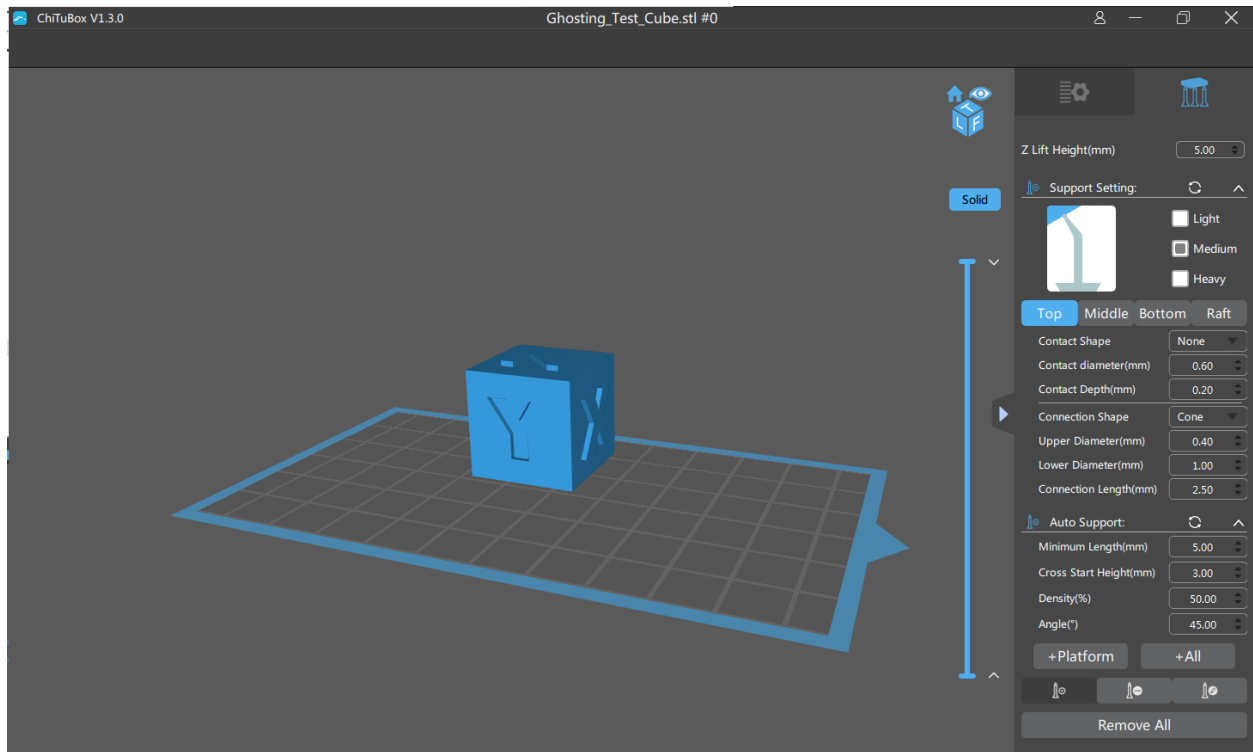 ChiTuBox V1.3.0
Ghosting_Test_Cube.stl #0
T
L F
Solid
Y X
Z Lift Height(mm) 5.00
Support Setting:
Light
Medium
Heavy
Top Middle Bottom Raft
Contact Shape None
Contact diameter(mm) 0.60
Contact Depth(mm) 0.20
Connection Shape Cone
Upper Diameter(mm) 0.40
Lower Diameter(mm) 1.00
Connection Length(mm) 2.50
Auto Support:
Minimum Length(mm) 5.00
Cross Start Height(mm) 3.00
Density(%) 50.00
Angle(°) 45.00
+Platform +All
Remove All